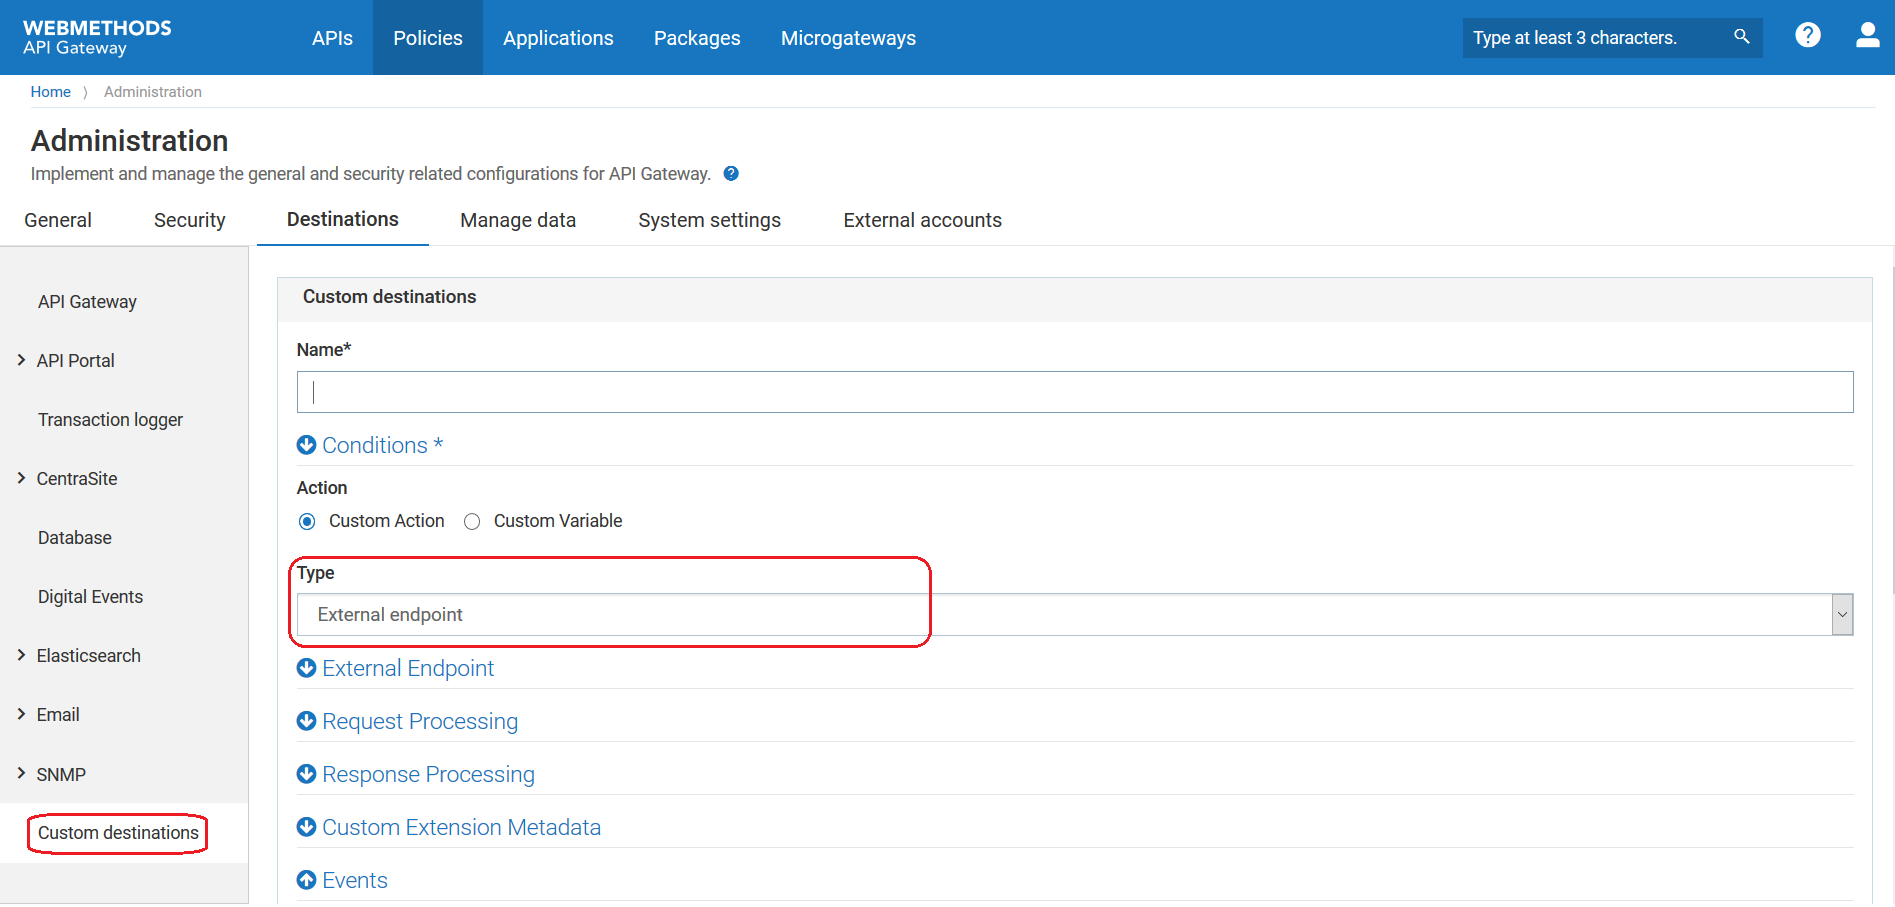 WEBMETHODS
API Gateway
APIs
Policies
Applications
Packages
Microgateways
Type at least 3 characters.
?
Home 〉 Administration
Administration
Implement and manage the general and security related configurations for API Gateway. ?
General
Security
Destinations
Manage data
System settings
External accounts
API Gateway
API Portal
Transaction logger
CentraSite
Database
Digital Events
Elasticsearch
Email
SNMP
Custom destinations
Custom destinations
Name*
Conditions *
Action
Custom Action
Custom Variable
Type
External endpoint
External Endpoint
Request Processing
Response Processing
Custom Extension Metadata
Events